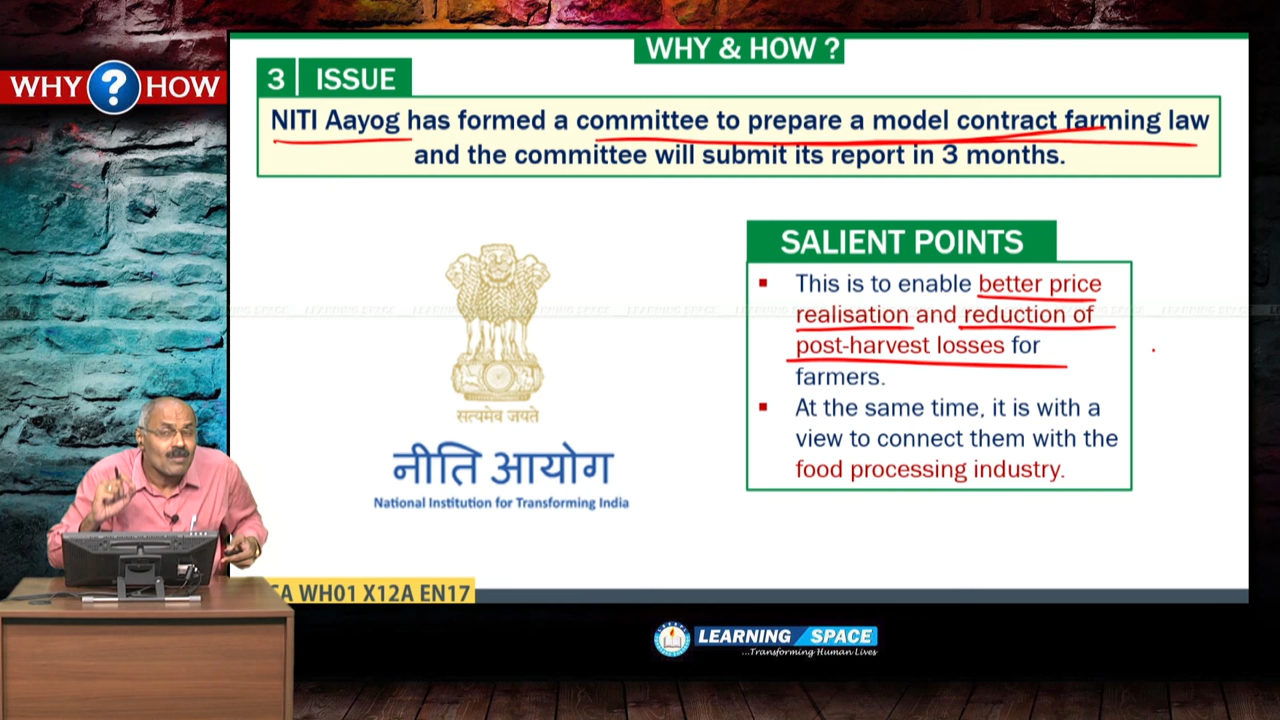 WHY & HOW ?
WHY ? HOW
3 ISSUE
NITI Aayog has formed a committee to prepare a model contract farming law
and the committee will submit its report in 3 months.
SALIENT POINTS
▪ This is to enable better price
realisation and reduction of
post-harvest losses for
farmers.
▪ At the same time, it is with a
view to connect them with the
food processing industry.
सत्यमेव जयते
नीति आयोग
National Institution for Transforming India
CA WH01 X12A EN17
LEARNING SPACE
...Transforming Human Lives